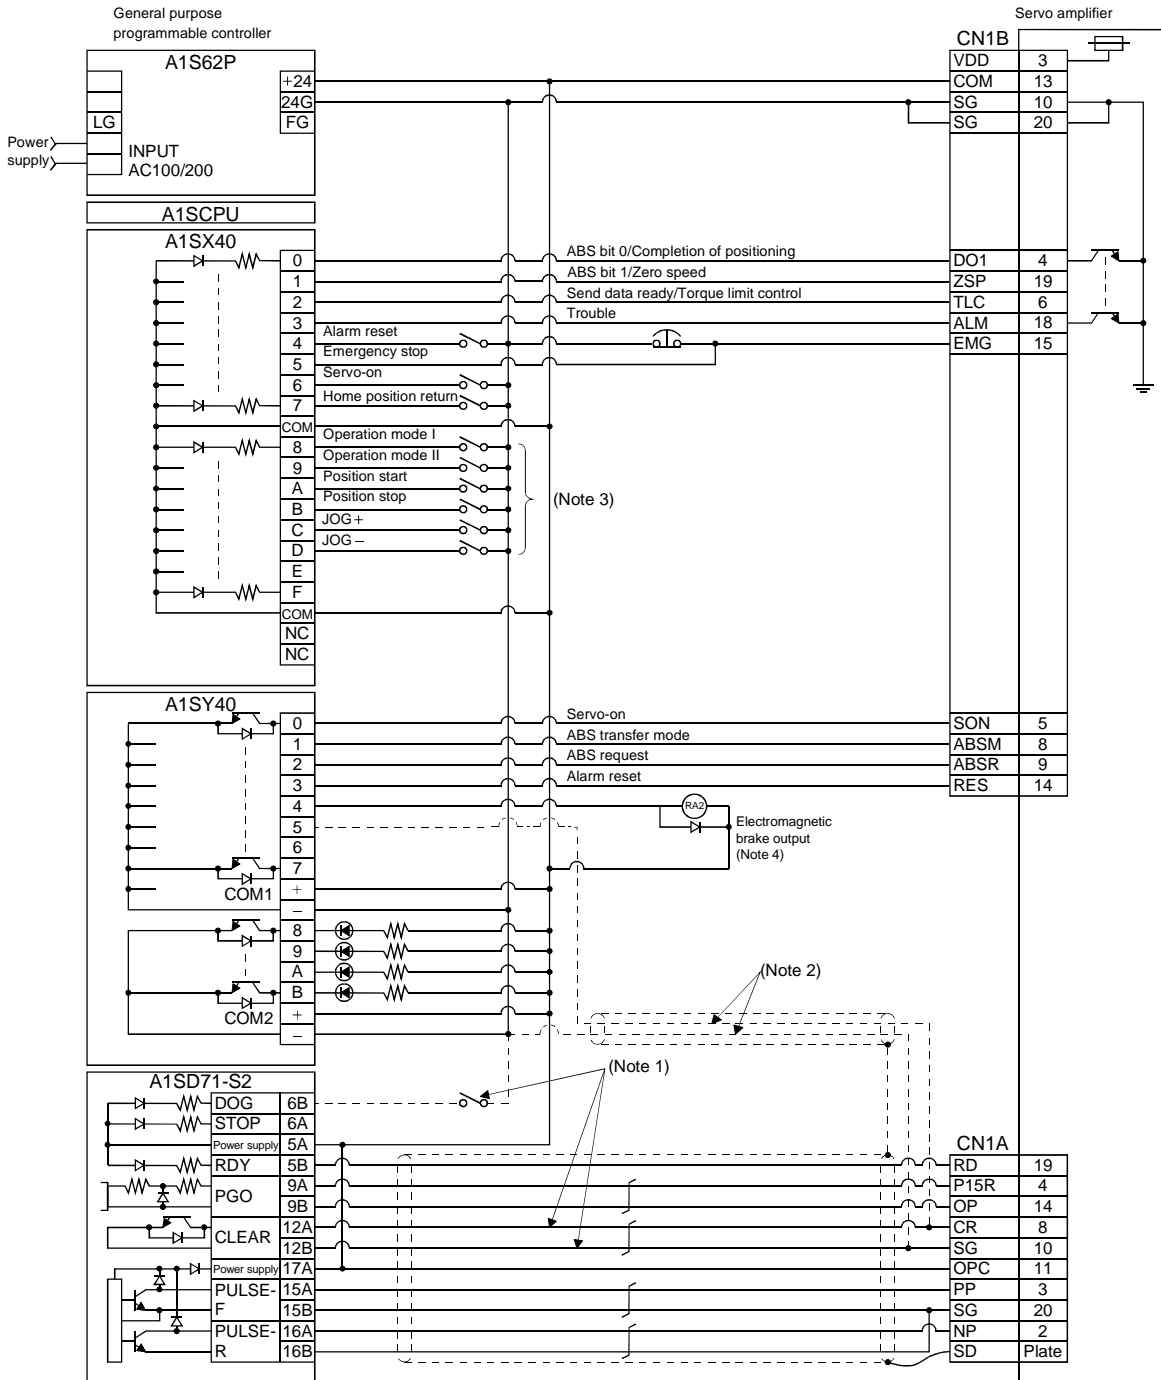 General purpose
programmable controller
Servo amplifier
A1S62P
+24
24G
FG
LG
Power
supply
INPUT
AC100/200
CN1B
VDD 3
COM 13
SG 10
SG 20
A1SCPU
A1SX40
0 ABS bit 0/Completion of positioning DO1 4
1 ABS bit 1/Zero speed ZSP 19
2 Send data ready/Torque limit control TLC 6
3 Trouble ALM 18
4 Alarm reset EMG 15
5 Emergency stop
6 Servo-on
7 Home position return
COM
8 Operation mode I
9 Operation mode II
A Position start
B Position stop
C JOG+
D JOG−
E
F
COM
NC
NC
(Note 3)
A1SY40
0 Servo-on SON 5
1 ABS transfer mode ABSM 8
2 ABS request ABSR 9
3 Alarm reset RES 14
4 RA2
5
6
7
Electromagnetic
brake output
(Note 4)
COM1 +
−
8
9
A
B
COM2 +
−
(Note 2)
(Note 1)
A1SD71-S2
DOG 6B
STOP 6A
Power supply 5A
CN1A
RDY 5B RD 19
PGO 9A P15R 4
9B OP 14
CLEAR 12A CR 8
12B SG 10
Power supply 17A OPC 11
PULSE- 15A PP 3
F 15B SG 20
PULSE- 16A NP 2
R 16B SD Plate